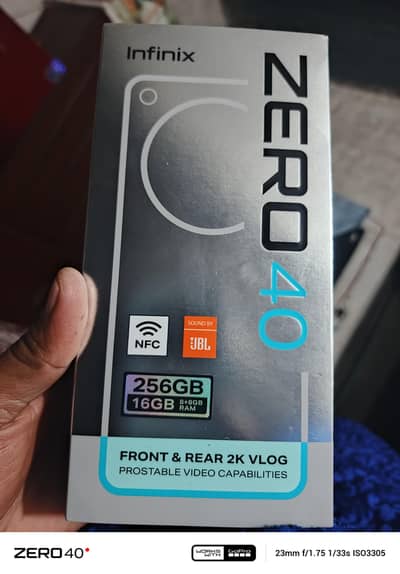 Infinix
ZERO 40
NFC
SOUND BY
JBL
256GB
16GB 8+8GB
RAM
FRONT & REAR 2K VLOG
PROSTABLE VIDEO CAPABILITIES
ZERO 40
WORKS WITH
GoPro
23mm f/1.75 1/33s ISO3305